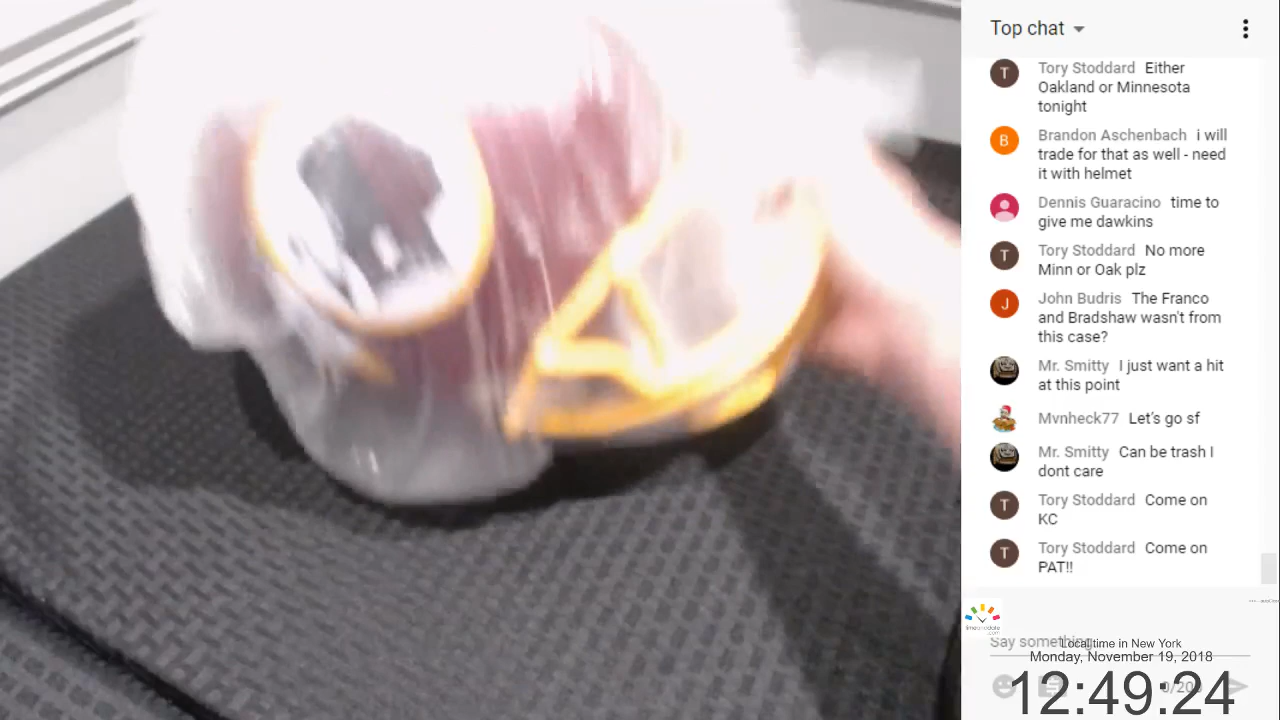 Top chat
Tory Stoddard Either
Oakland or Minnesota
tonight
Brandon Aschenbach i will
trade for that as well - need
it with helmet
Dennis Guaracino time to
give me dawkins
Tory Stoddard No more
Minn or Oak plz
John Budris The Franco
and Bradshaw wasn't from
this case?
Mr. Smitty I just want a hit
at this point
Mvnheck77 Let's go sf
Mr. Smitty Can be trash I
dont care
Tory Stoddard Come on
KC
Tory Stoddard Come on
PAT!!
Say something...
Local time in New York
Monday, November 19, 2018
0/200
12:49:24